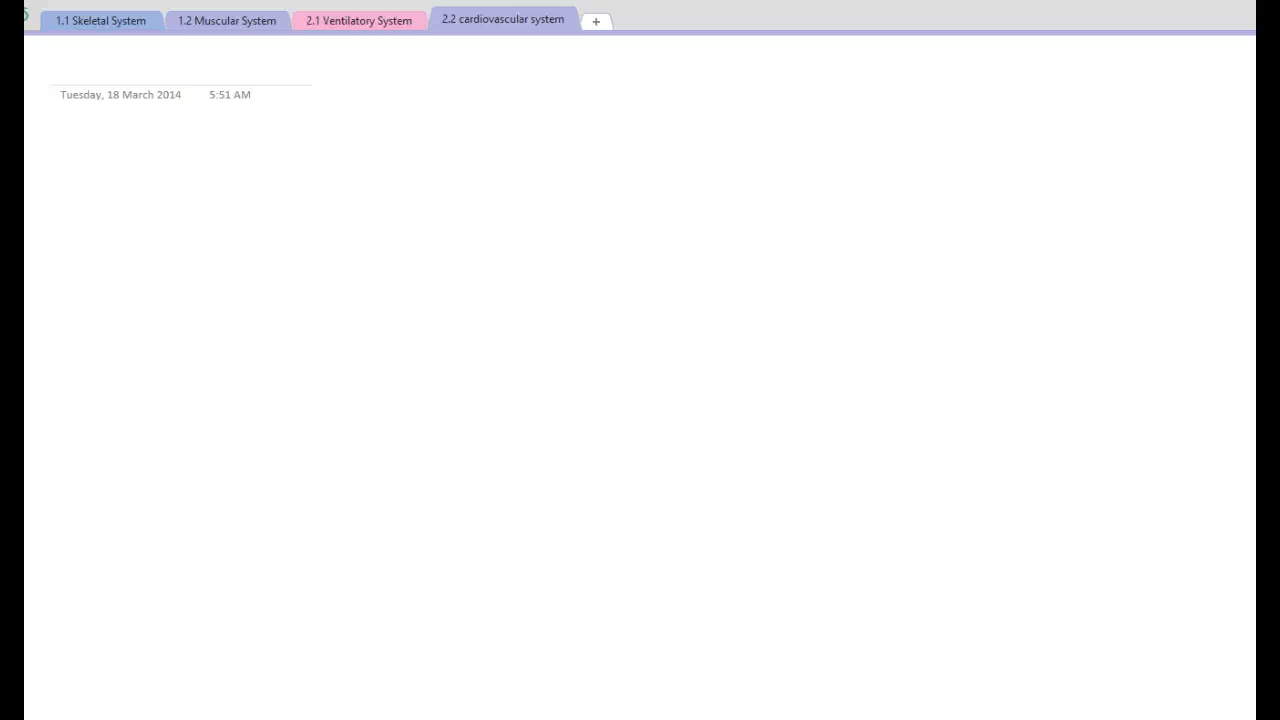 1.1 Skeletal System 1.2 Muscular System 2.1 Ventilatory System 2.2 cardiovascular system +
Tuesday, 18 March 2014 5:51 AM